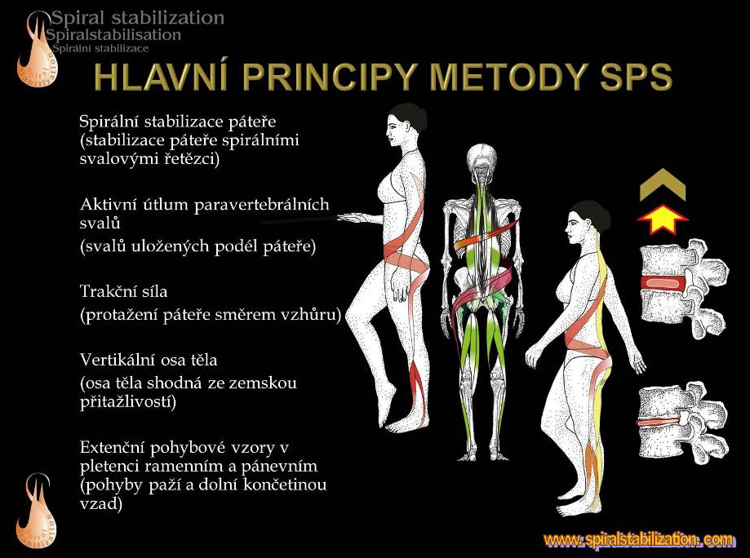 Spiral stabilization
Spiralstabilisation
Spirální stabilizace
HLAVNÍ PRINCIPY METODY SPS
Spirální stabilizace páteře
(stabilizace páteře spirálními
svalovými řetězci)
Aktivní útlum paravertebrálních
svalů
(svalů uložených podél páteře)
Trakční síla
(protažení páteře směrem vzhůru)
Vertikální osa těla
(osa těla shodná ze zemskou
přitažlivostí)
Extenční pohybové vzory v
pletenci ramenním a pánevním
(pohyby paží a dolní končetinou
vzad)
www.spiralstabilization.com